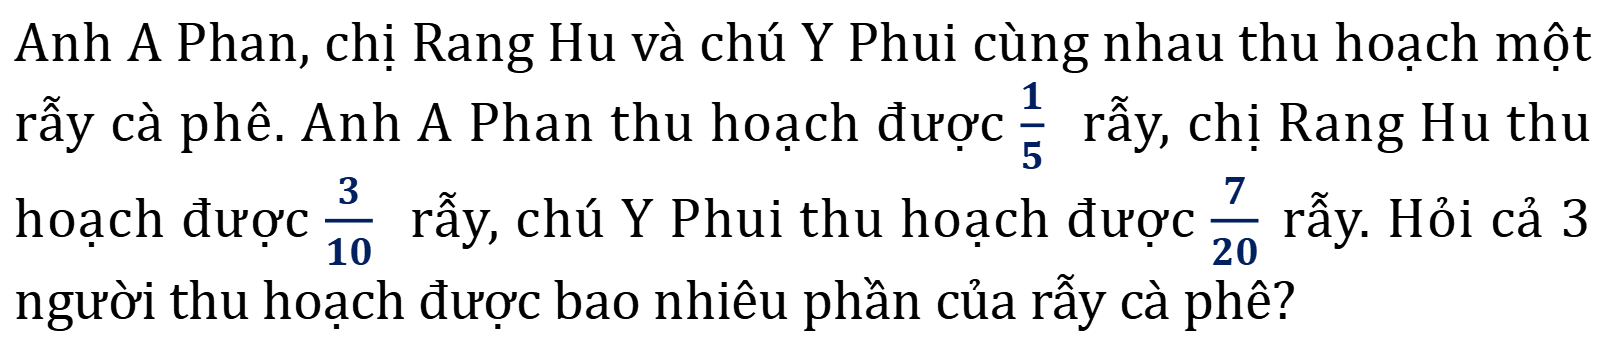 Anh A Phan, chị Rang Hu và chú Y Phui cùng nhau thu hoạch một
rẫy cà phê. Anh A Phan thu hoạch được 1/5 rẫy, chị Rang Hu thu
hoạch được 3/10 rẫy, chú Y Phui thu hoạch được 7/20 rẫy. Hỏi cả 3
người thu hoạch được bao nhiêu phần của rẫy cà phê?